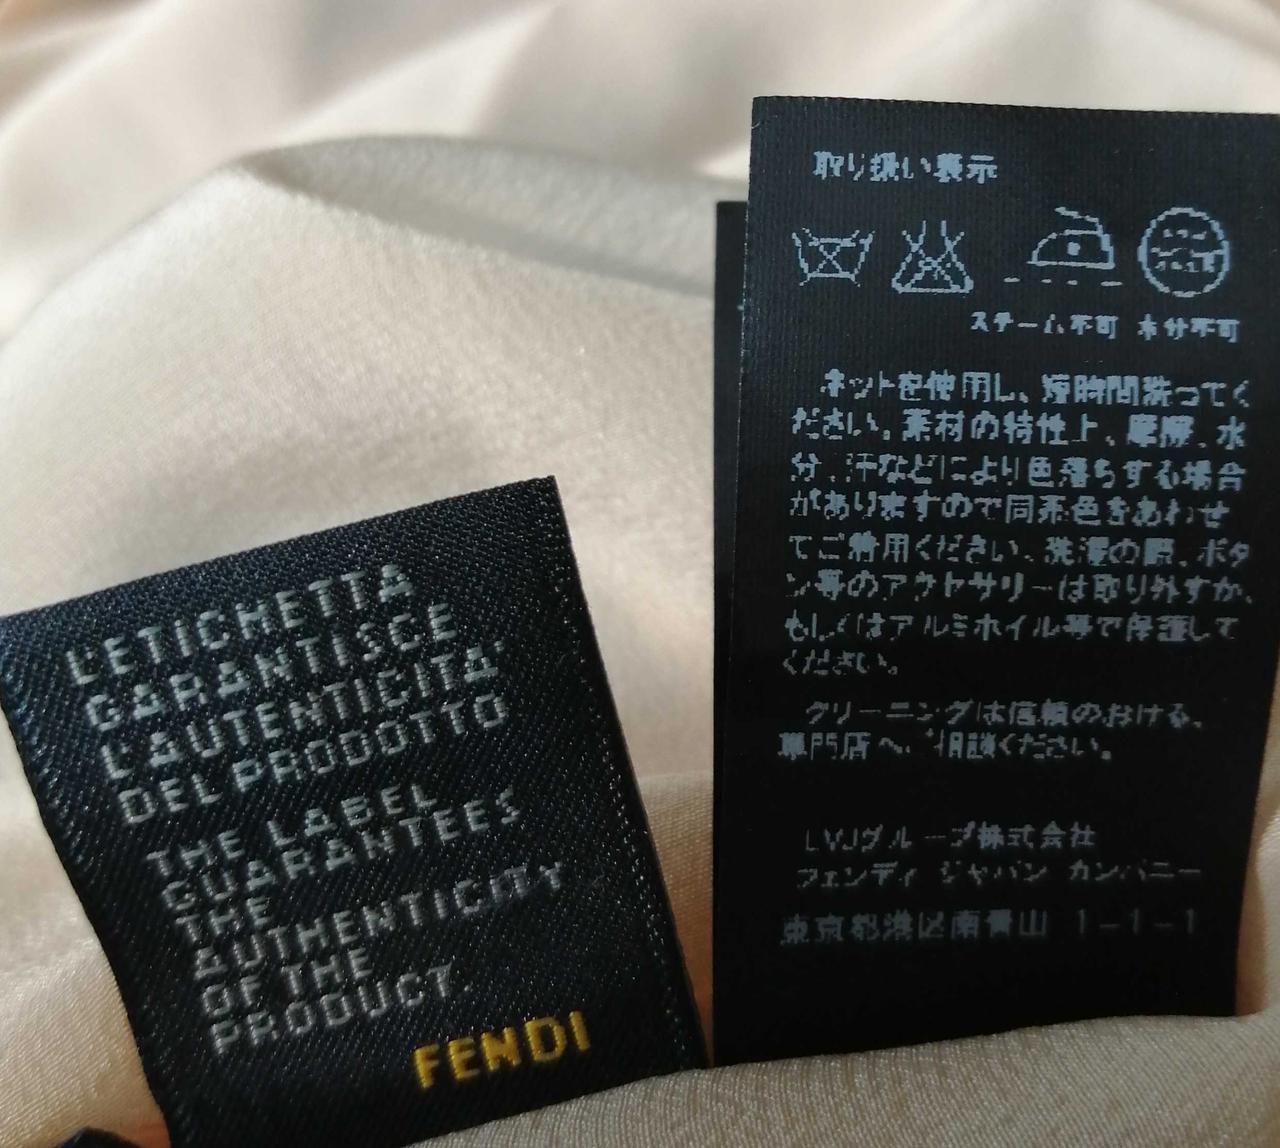 L'ETICHETTA
GARANTISCE
L'AUTENTICITA'
DEL PRODOTTO
THE LABEL
GUARANTEES
THE
AUTHENTICITY
OF THE
PRODUCT.
FENDI
取り扱い表示
スチーム不可 水分不可
ネットを使用し、短時間洗ってく
ださい。素材の特性上、摩擦、水
分、汗などにより色落ちする場合
がありますので同系色をあわせ
てご着用ください。洗濯の際、ボタ
ン等のアクセサリーは取り外すか、
もしくはアルミホイル等で保護して
ください。
クリーニングは信頼のおける、
専門店へご相談ください。
LVJグループ株式会社
フェンディ ジャパン カンパニー
東京都港区南青山 1-1-1